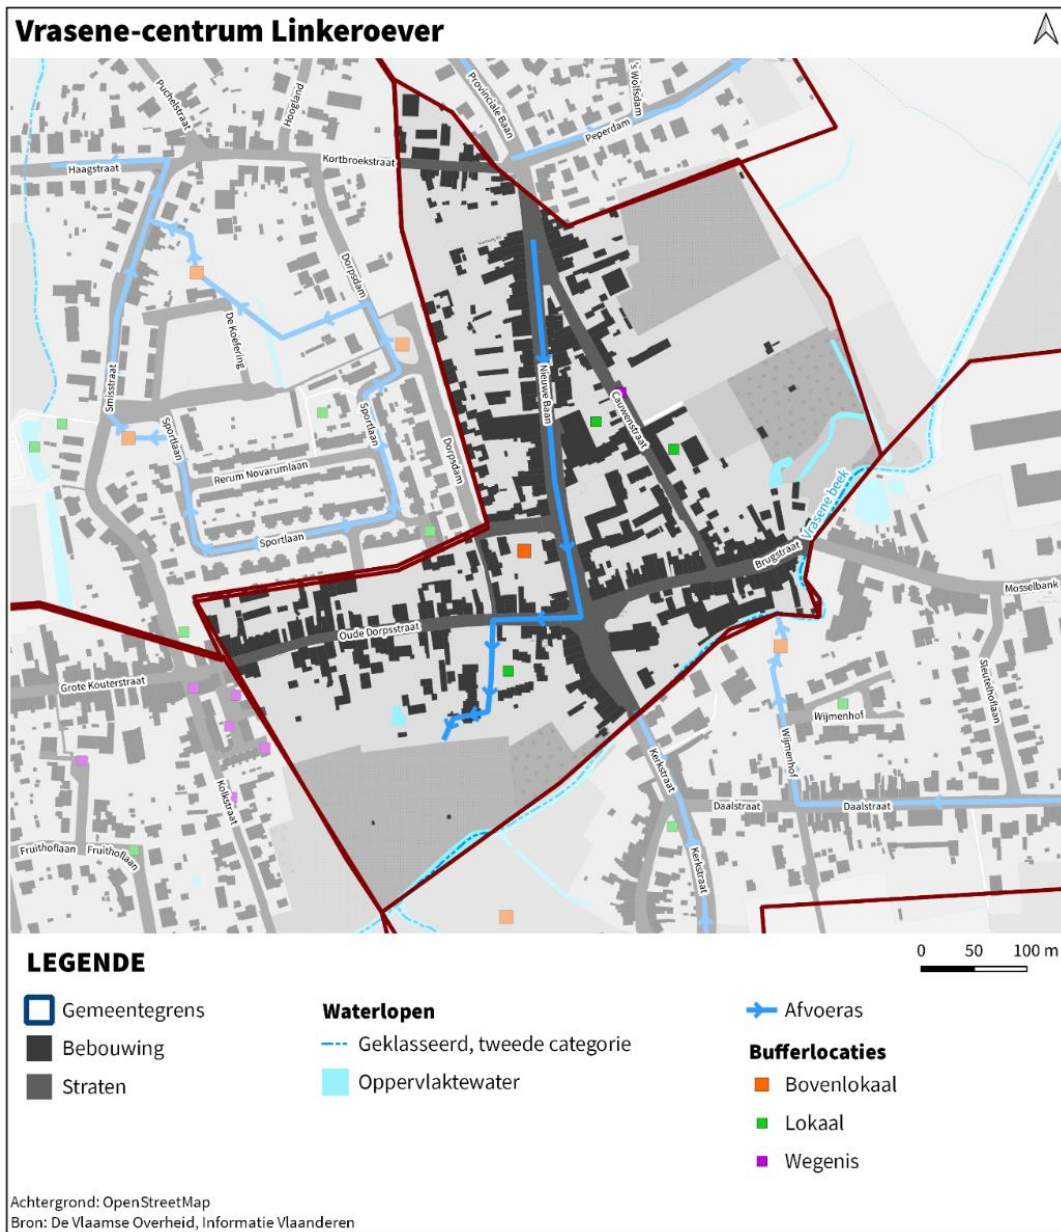 Vrasene-centrum Linkeroever
Puchelstraat
Hoogland
Provinciale Baan
's Wolfsdam
Peperdam
Haagstraat
Kortbroekstraat
Dorpsdam
De Koefering
Smisstraat
Nieuwe Baan
Cauwenstraat
Sportlaan
Sportlaan
Dorpsdam
Rerum Novarumlaan
Sportlaan
Vrasene beek
Brugstraat
Mosselbank
Oude Dorpsstraat
Grote Kouterstraat
Sleutelhoflaan
Wijmenhof
Wijmenhof
Kerkstraat
Kolkstraat
Daalstraat
Daalstraat
Fruithoflaan
Fruithoflaan
Kerkstraat
LEGENDE
0 50 100 m
Gemeentegrens
Bebouwing
Straten
Waterlopen
Geklasseerd, tweede categorie
Oppervlaktewater
Afvoeras
Bufferlocaties
Bovenlokaal
Lokaal
Wegenis
Achtergrond: OpenStreetMap
Bron: De Vlaamse Overheid, Informatie Vlaanderen